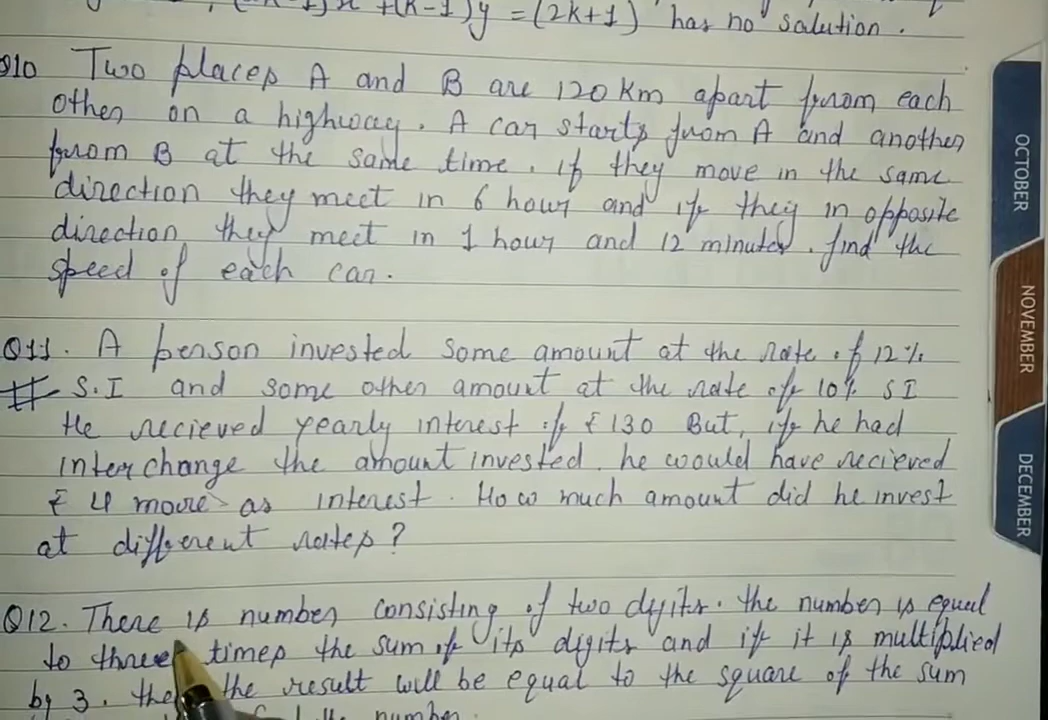 +(k-1)y = (2k+1) has no solution.
Q10 Two places A and B are 120 Km apart from each
other on a highway. A car starts from A and another
from B at the same time. if they move in the same
direction they meet in 6 hour and if they in opposite
direction they meet in 1 hour and 12 minutes. find the
speed of each car.
Q11. A person invested some amount at the rate of 12%
S.I and some other amount at the rate of 10% SI
He recieved yearly interest of ₹130 But, if he had
interchange the amount invested he would have recieved
₹ 4 more as interest. How much amount did he invest
at different rates?
Q12. There is number consisting of two digits. the number is equal
to three times the sum of its digits and if it is multiplied
by 3. the the result will be equal to the square of the sum
the number.
OCTOBER
NOVEMBER
DECEMBER